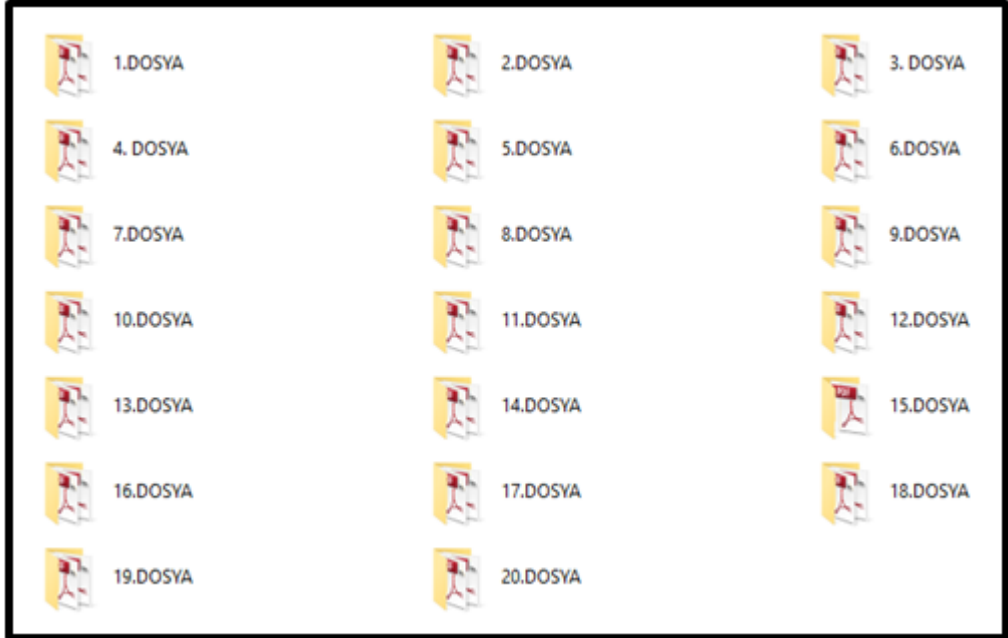 1.DOSYA 2.DOSYA 3. DOSYA
4. DOSYA 5.DOSYA 6.DOSYA
7.DOSYA 8.DOSYA 9.DOSYA
10.DOSYA 11.DOSYA 12.DOSYA
13.DOSYA 14.DOSYA 15.DOSYA
16.DOSYA 17.DOSYA 18.DOSYA
19.DOSYA 20.DOSYA